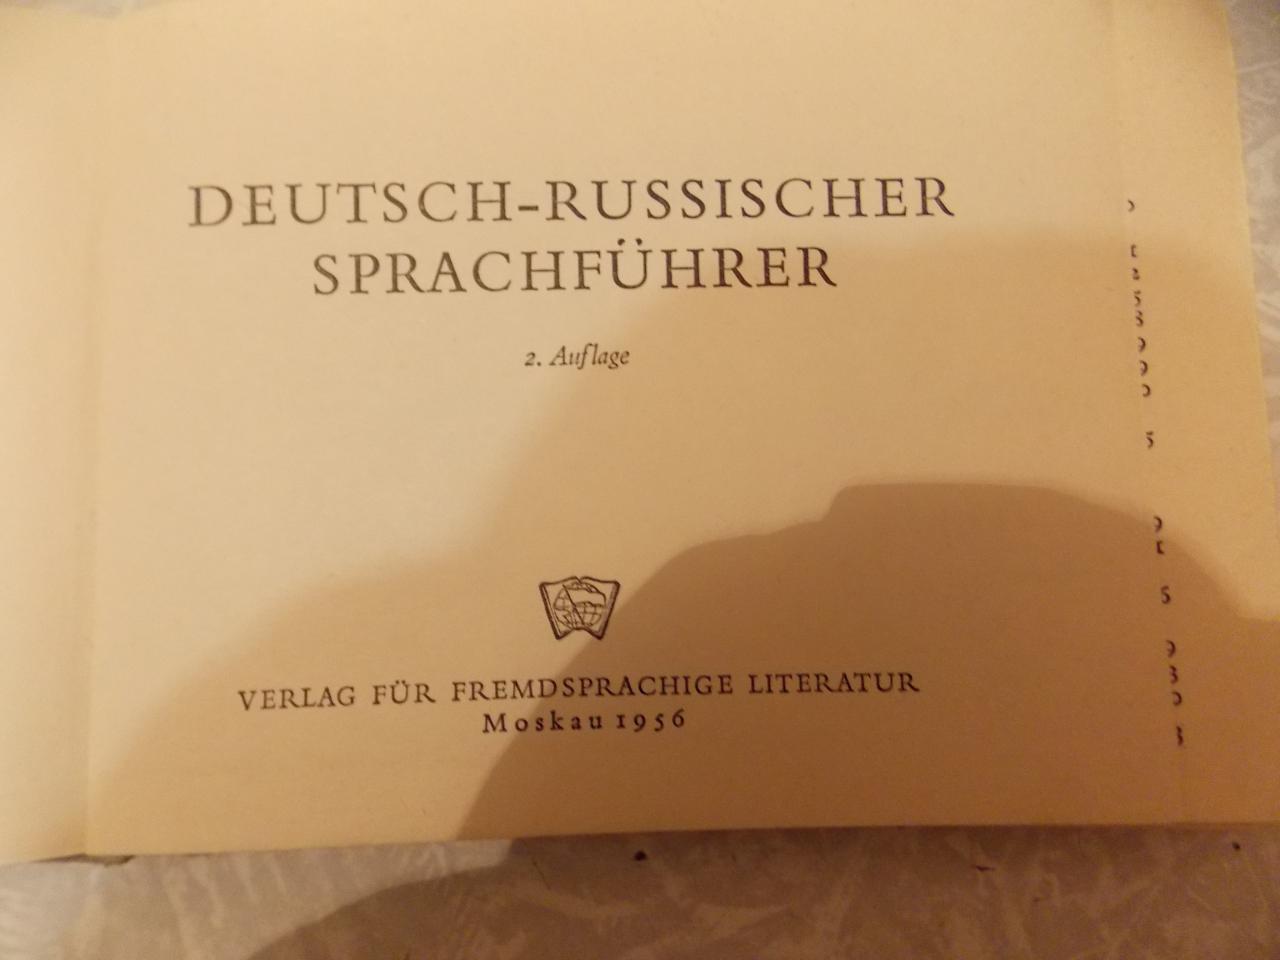 DEUTSCH-RUSSISCHER
SPRACHFÜHRER
2. Auflage
VERLAG FÜR FREMDSPRACHIGE LITERATUR
Moskau 1956